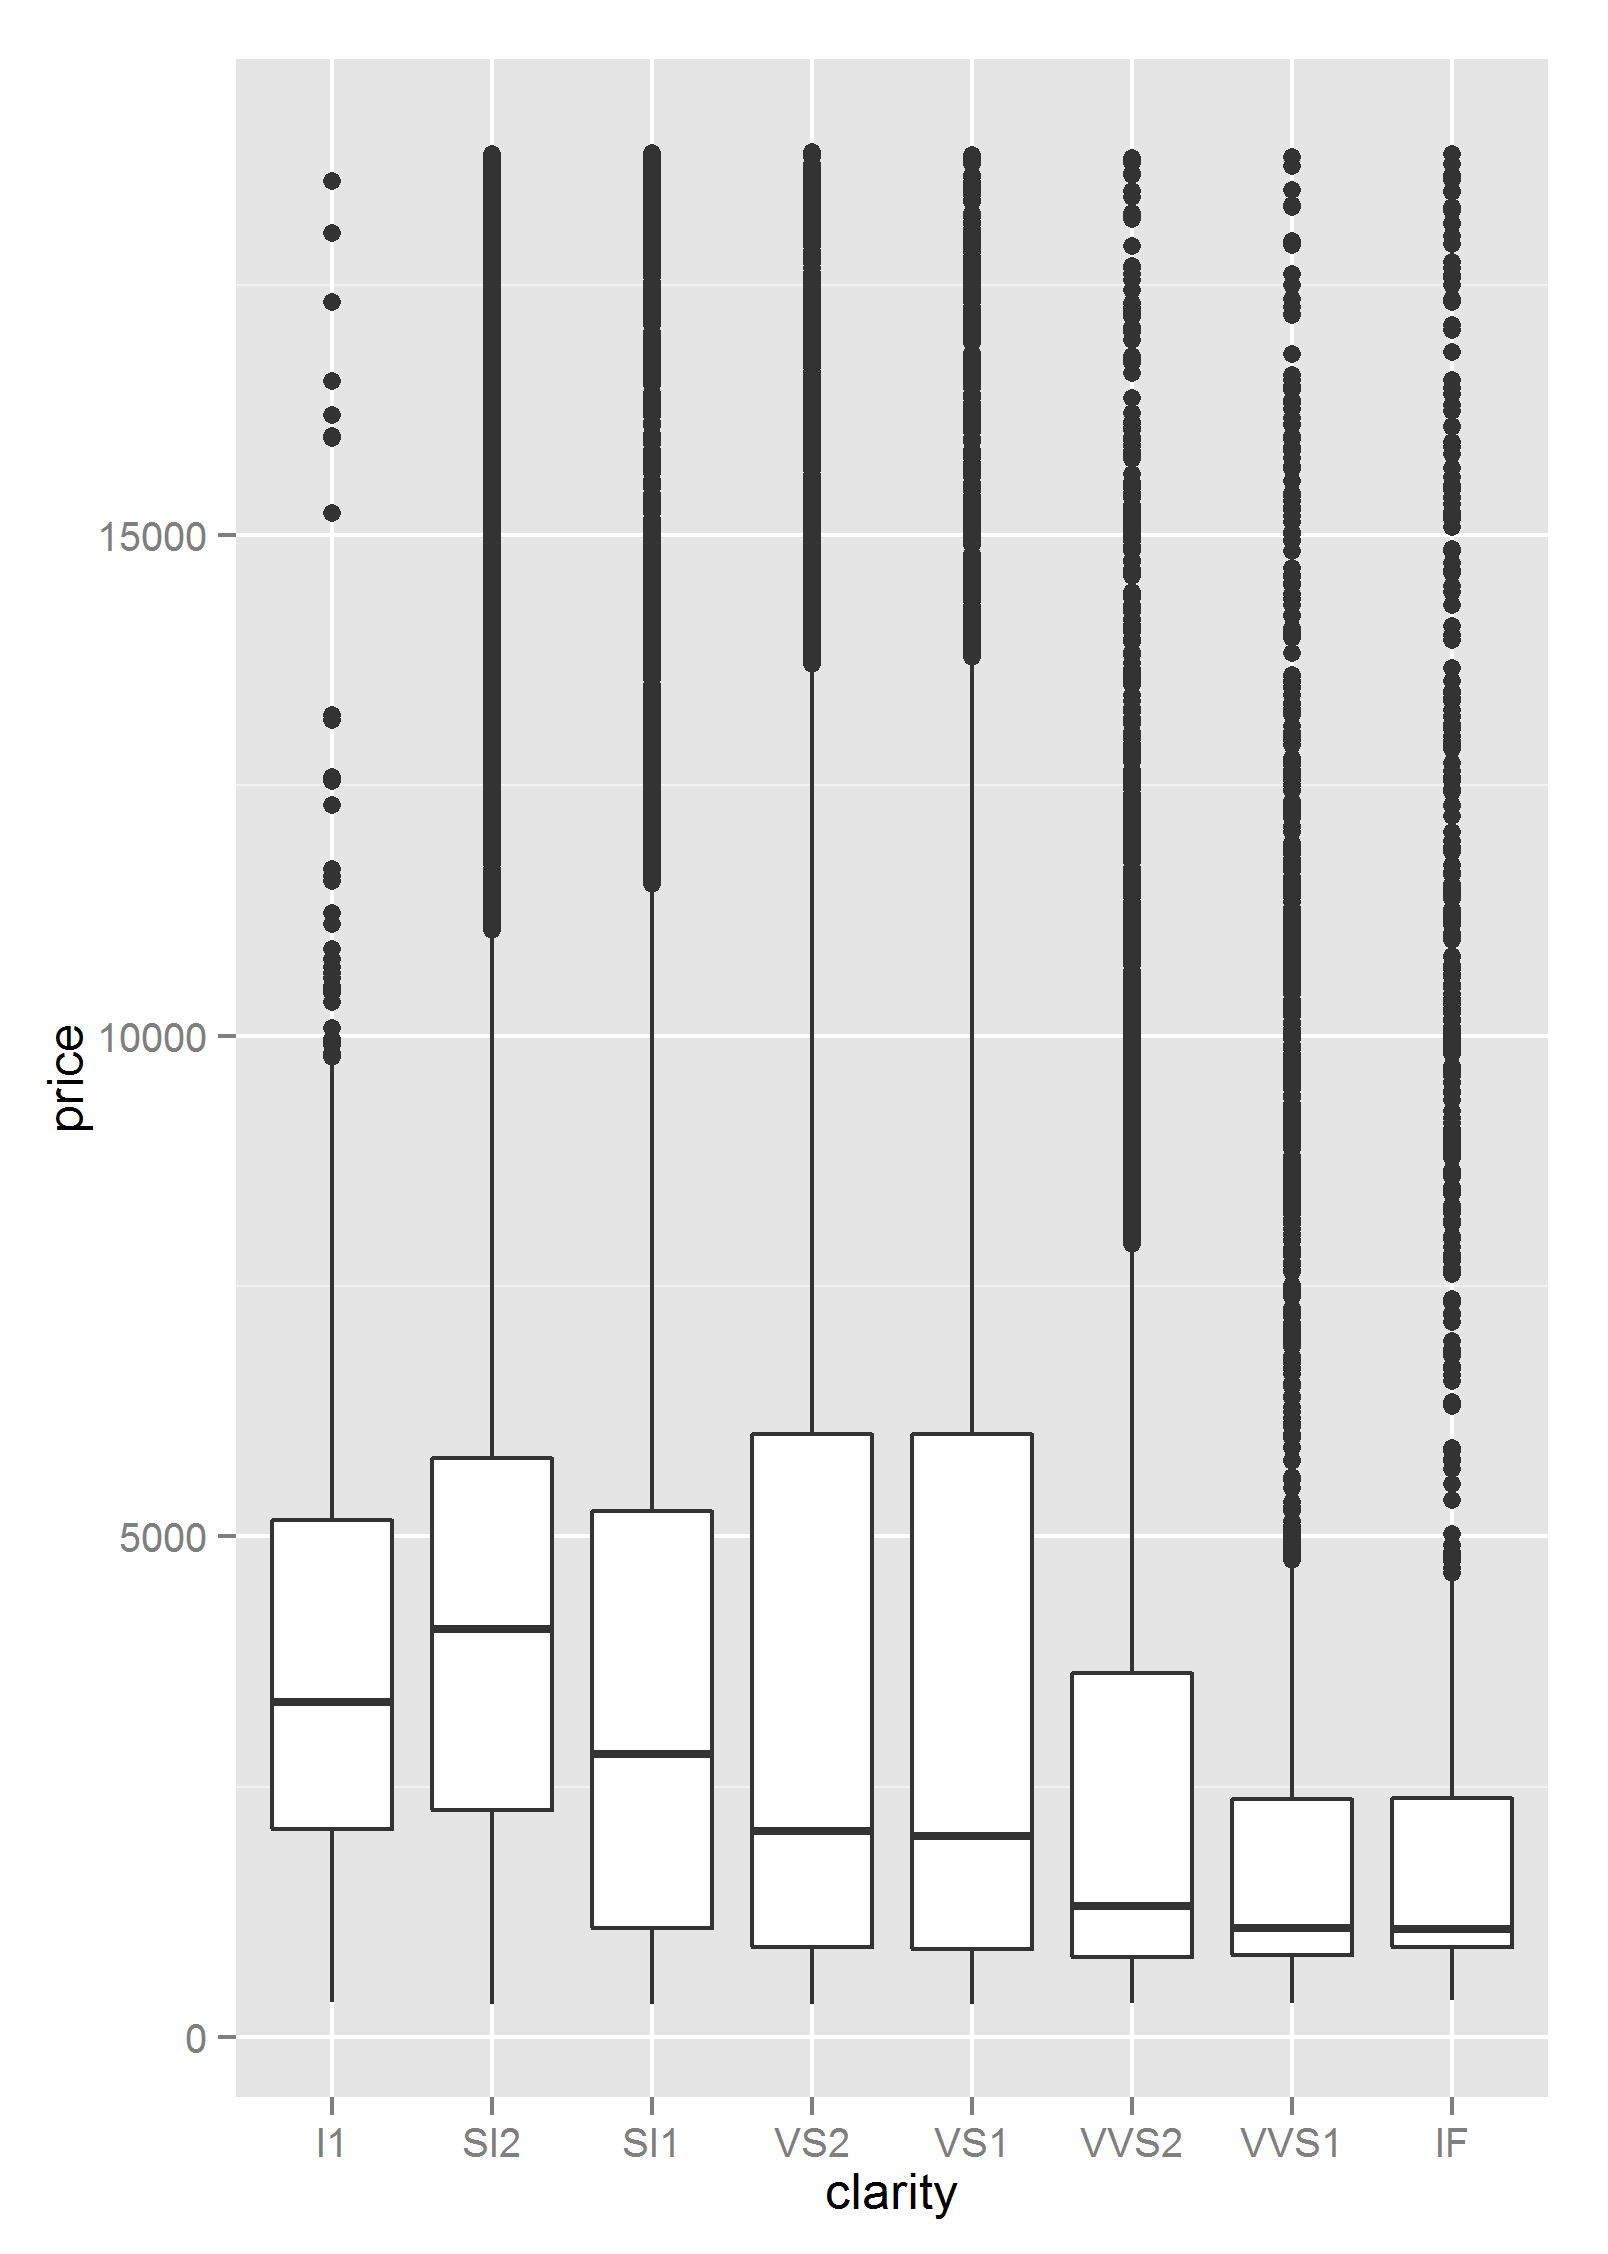 price
15000
10000
5000
0
I1 SI2 SI1 VS2 VS1 VVS2 VVS1 IF
clarity